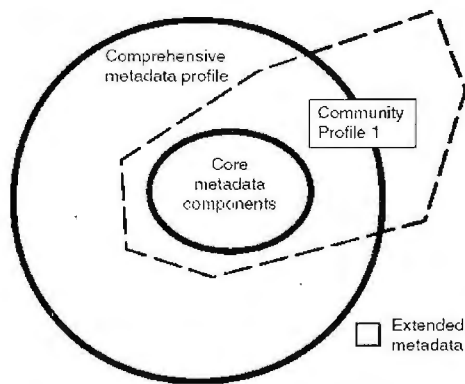 Comprehensive
metadata profile
Community
Profile 1
Core
metadata
components
Extended
metadata